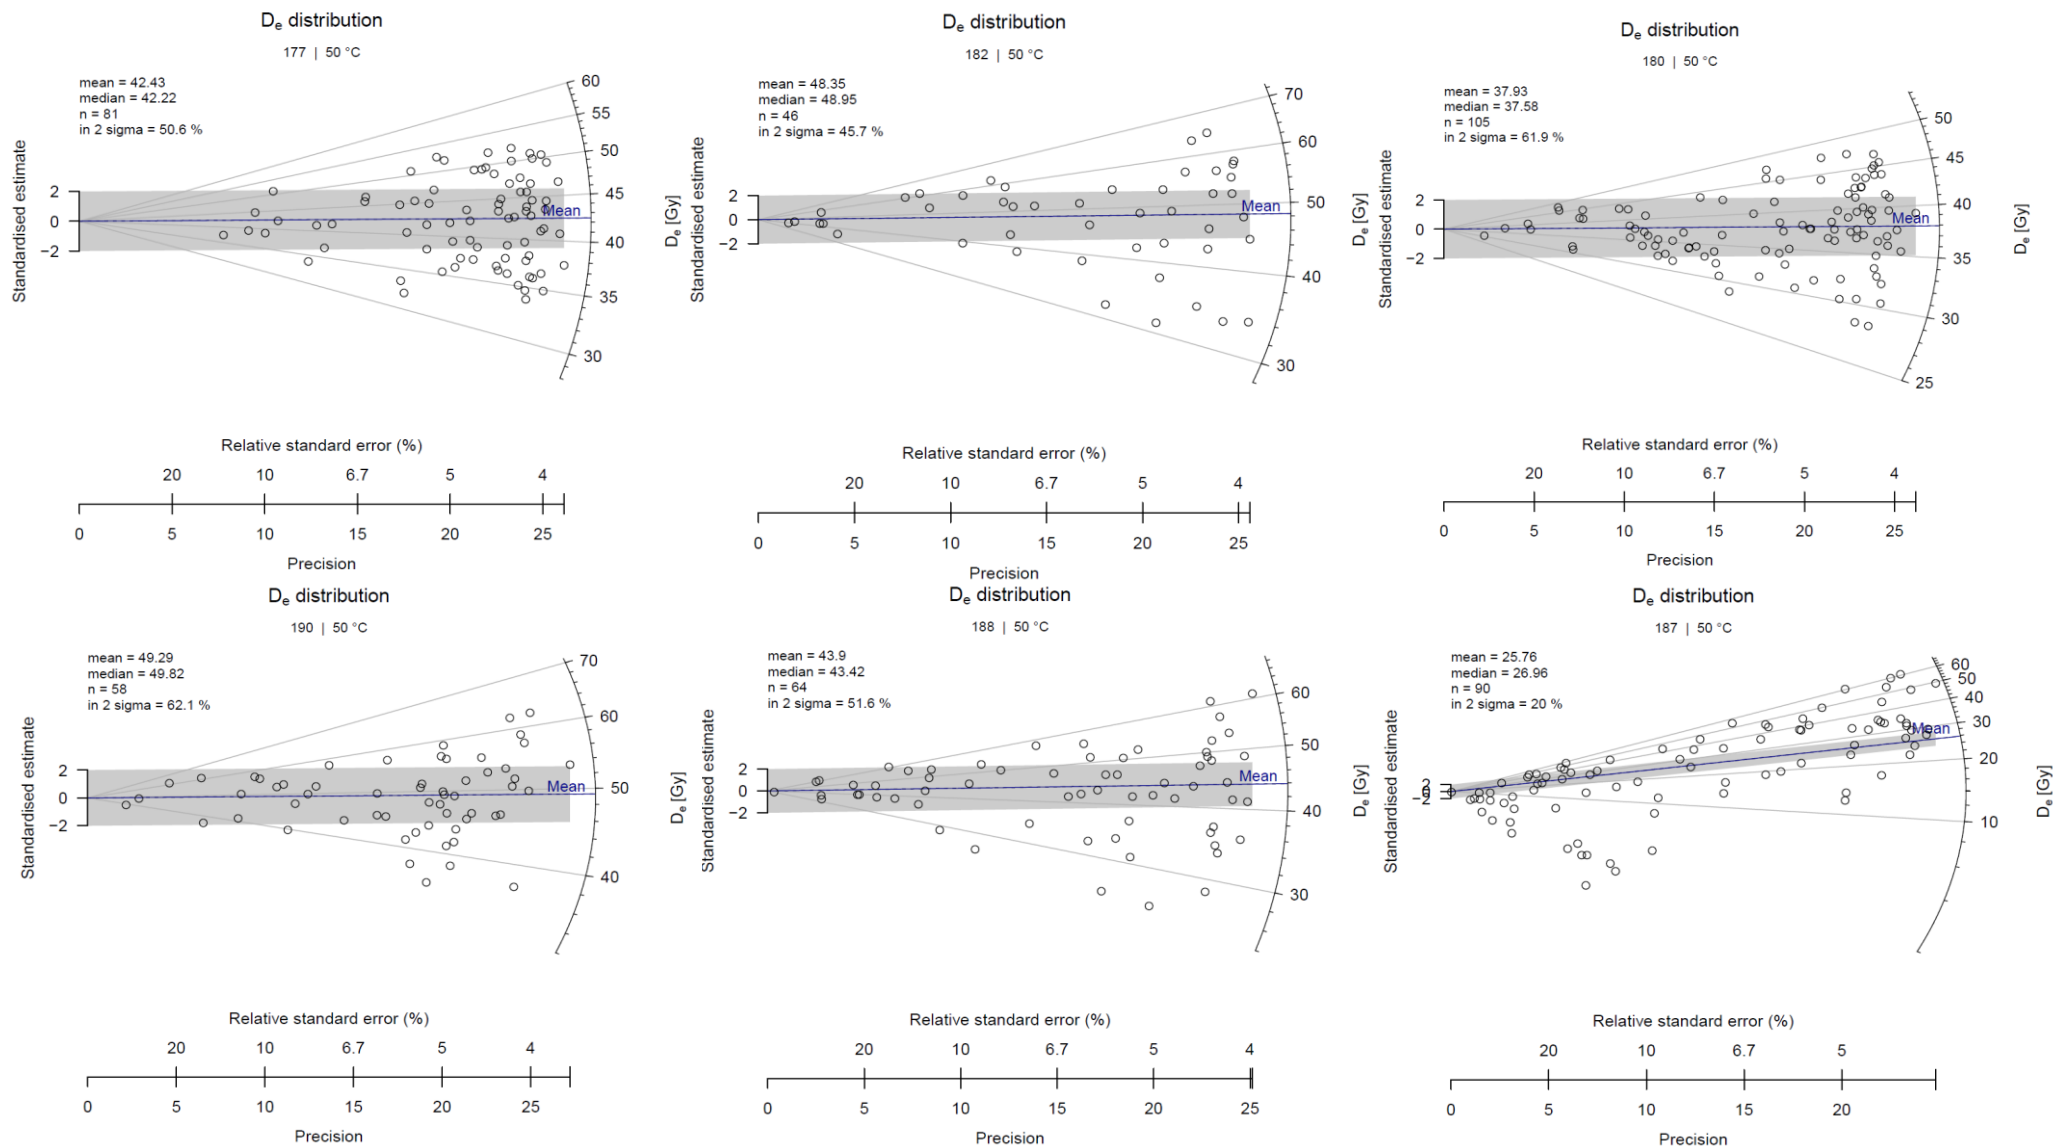 Dₑ distribution
177 | 50 °C
mean = 42.43
median = 42.22
n = 81
in 2 sigma = 50.6 %
Standardised estimate
2
0
−2
60
55
50
45
40
35
30
Mean
Dₑ [Gy]
Relative standard error (%)
20 10 6.7 5 4
0 5 10 15 20 25
Precision
Dₑ distribution
182 | 50 °C
mean = 48.35
median = 48.95
n = 46
in 2 sigma = 45.7 %
Standardised estimate
2
0
−2
70
60
50
40
30
Mean
Dₑ [Gy]
Relative standard error (%)
20 10 6.7 5 4
0 5 10 15 20 25
Precision
Dₑ distribution
180 | 50 °C
mean = 37.93
median = 37.58
n = 105
in 2 sigma = 61.9 %
Standardised estimate
2
0
−2
50
45
40
35
30
25
Mean
Dₑ [Gy]
Relative standard error (%)
20 10 6.7 5 4
0 5 10 15 20 25
Precision
Dₑ distribution
190 | 50 °C
mean = 49.29
median = 49.82
n = 58
in 2 sigma = 62.1 %
Standardised estimate
2
0
−2
70
60
50
40
Mean
Dₑ [Gy]
Relative standard error (%)
20 10 6.7 5 4
0 5 10 15 20 25
Precision
Dₑ distribution
188 | 50 °C
mean = 43.9
median = 43.42
n = 64
in 2 sigma = 51.6 %
Standardised estimate
2
0
−2
60
50
40
30
Mean
Dₑ [Gy]
Relative standard error (%)
20 10 6.7 5 4
0 5 10 15 20 25
Precision
Dₑ distribution
187 | 50 °C
mean = 25.76
median = 26.96
n = 90
in 2 sigma = 20 %
Standardised estimate
2
0
−2
60
50
40
30
20
10
Mean
Dₑ [Gy]
Relative standard error (%)
20 10 6.7 5
0 5 10 15 20
Precision